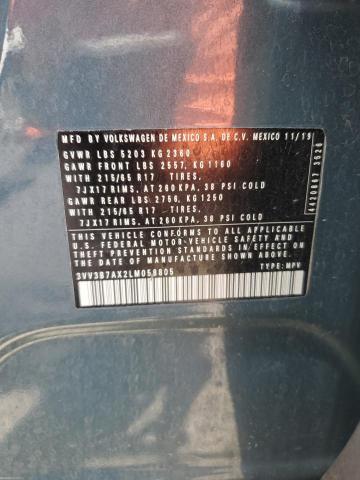 MFD. BY VOLKSWAGEN DE MEXICO S.A. DE C.V. MEXICO 11/19
GVWR LBS 5203 KG 2360
GAWR FRONT LBS 2557, KG 1160
WITH 215/65 R17 TIRES,
7JX17 RIMS, AT 260 KPA, 38 PSI COLD
GAWR REAR LBS 2756, KG 1250
WITH 215/65 R17 TIRES,
7JX17 RIMS, AT 260 KPA, 38 PSI COLD
THIS VEHICLE CONFORMS TO ALL APPLICABLE
U.S. FEDERAL MOTOR-VEHICLE SAFETY, BUMPER, AND
THEFT PREVENTION STANDARDS IN EFFECT ON THE
DATE OF MANUFACTURE SHOWN ABOVE.
3VV3B7AX2LM058805 TYPE: MPV
4420867 3526